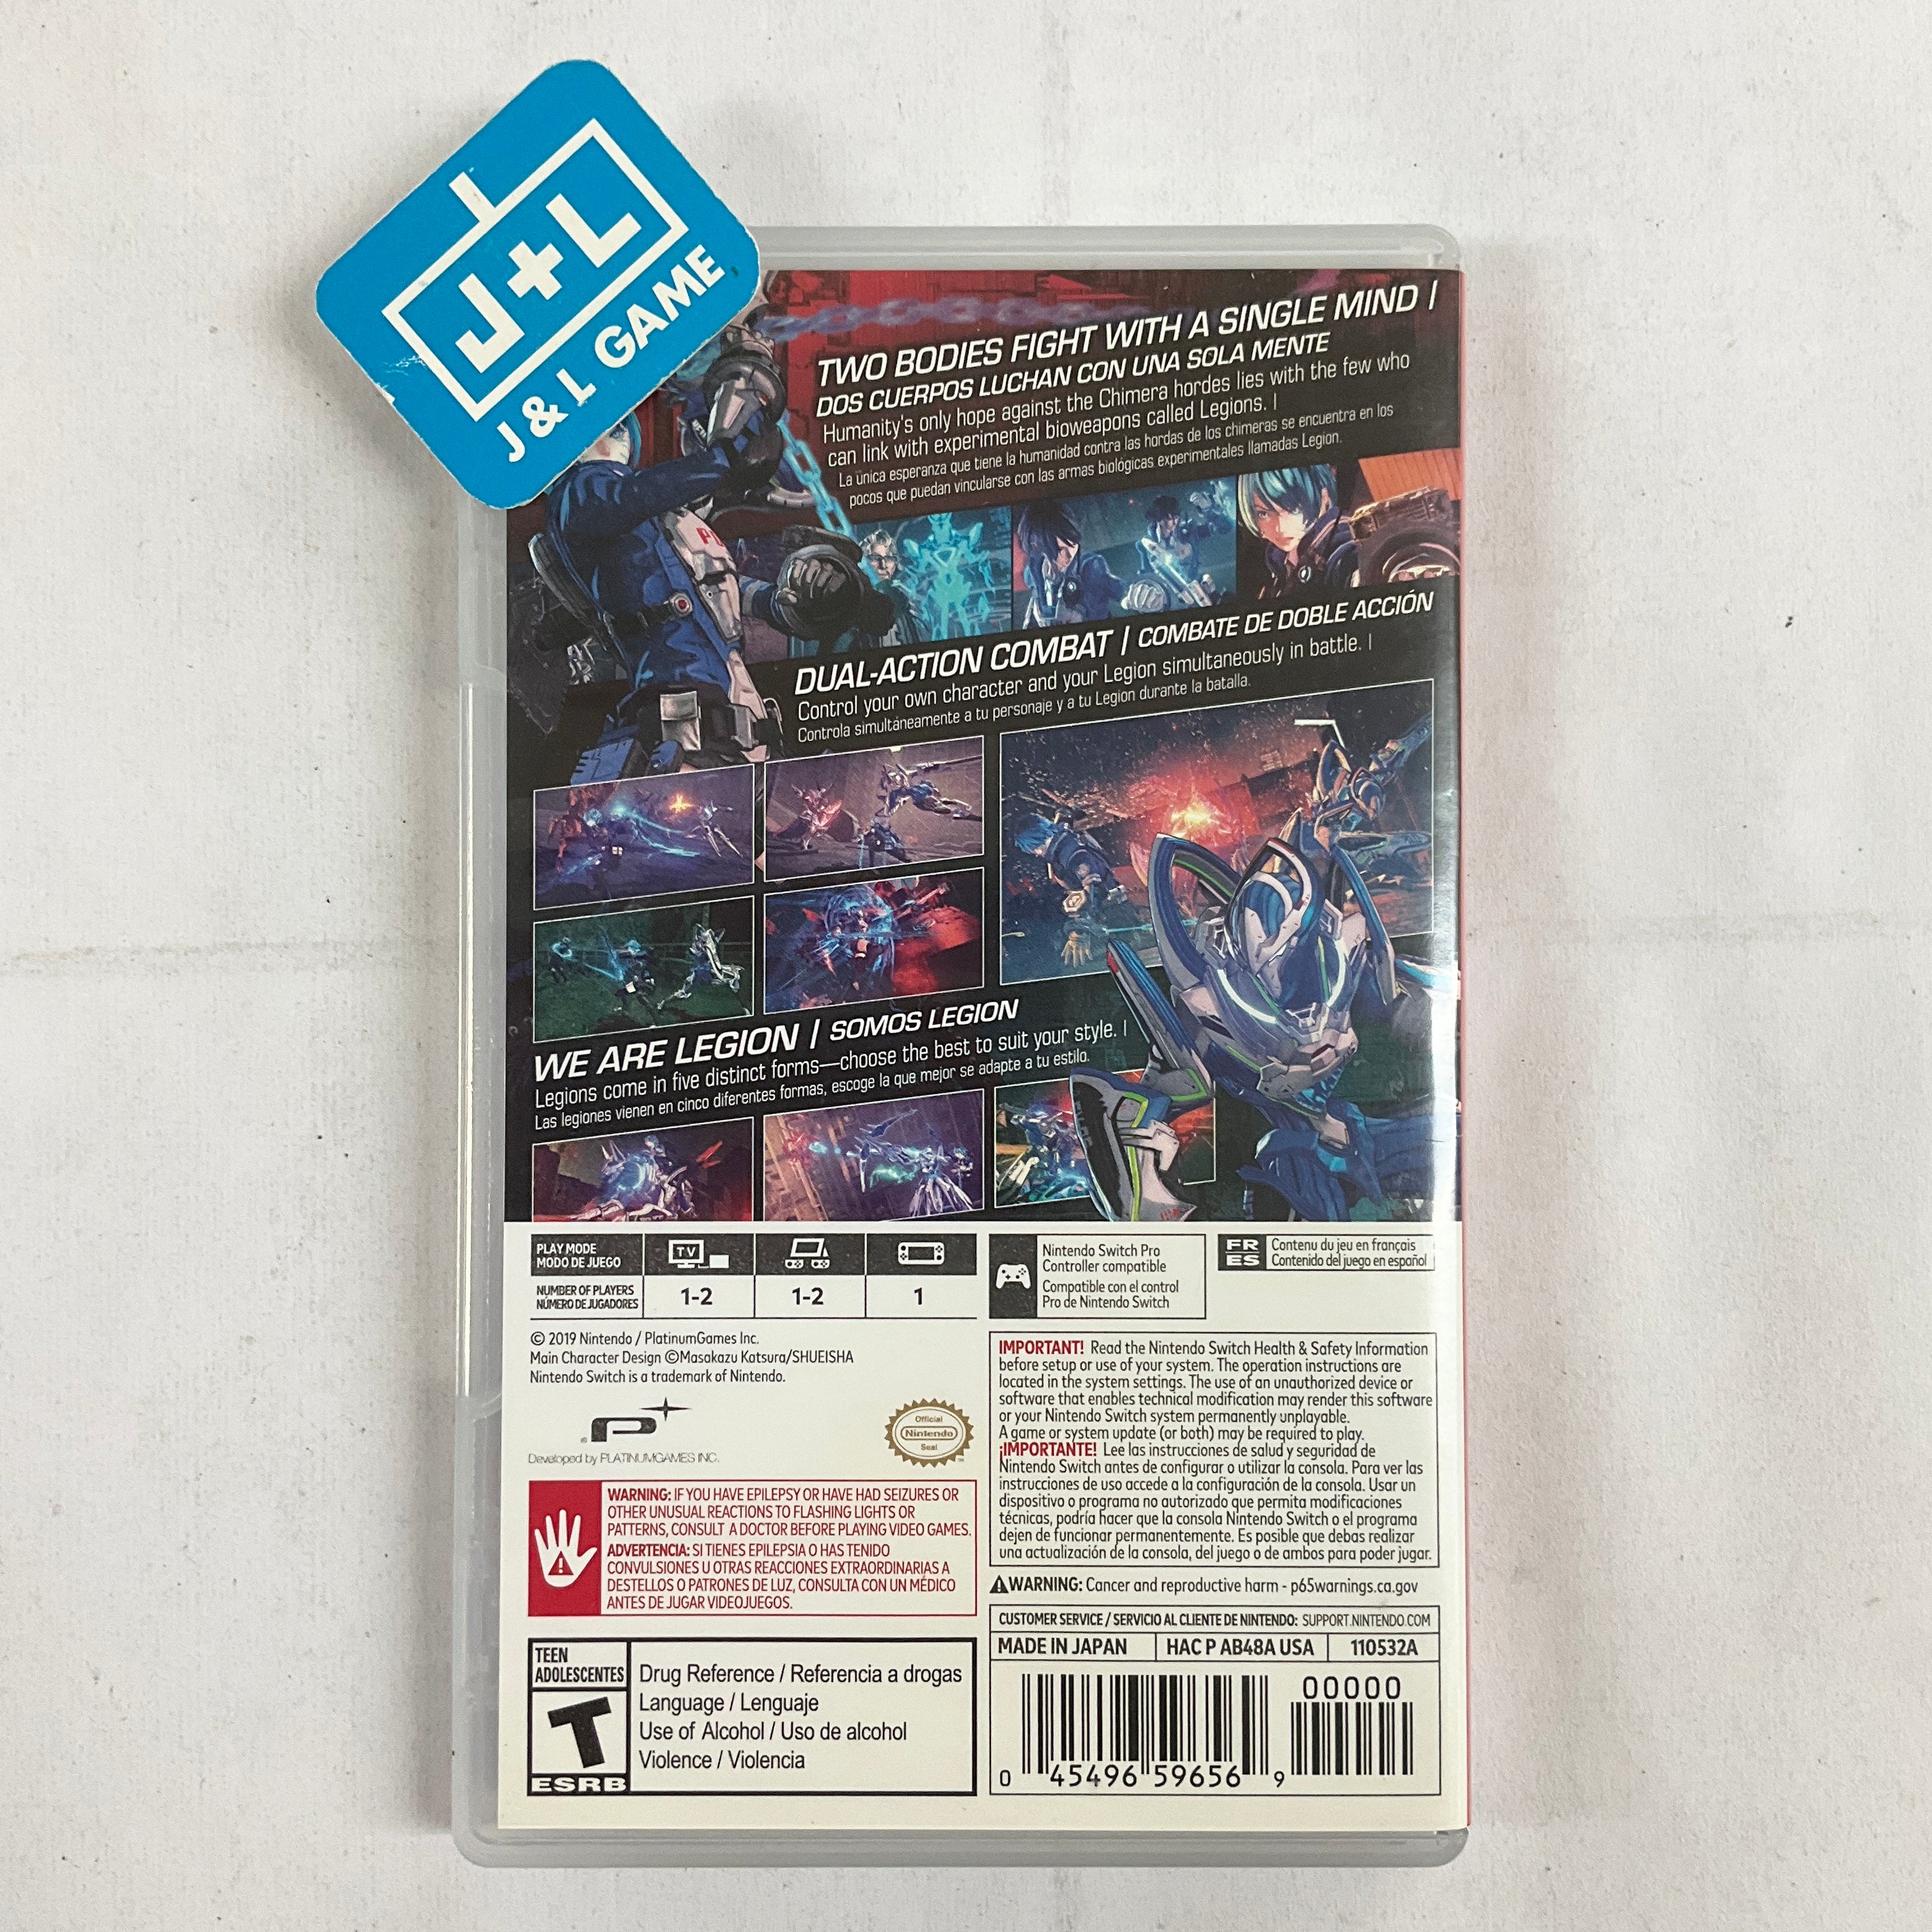 J+L
J & L GAME
TWO BODIES FIGHT WITH A SINGLE MIND |
DOS CUERPOS LUCHAN CON UNA SOLA MENTE
Humanity's only hope against the Chimera hordes lies with the few who
can link with experimental bioweapons called Legions. |
La única esperanza que tiene la humanidad contra las hordas de los chimeras se encuentra en los
pocos que puedan vincularse con las armas biológicas experimentales llamadas Legion.
DUAL-ACTION COMBAT | COMBATE DE DOBLE ACCIÓN
Control your own character and your Legion simultaneously in battle. |
Controla simultáneamente a tu personaje y a tu Legion durante la batalla.
WE ARE LEGION | SOMOS LEGION
Legions come in five distinct forms—choose the best to suit your style. |
Las legiones vienen en cinco diferentes formas, escoge la que mejor se adapte a tu estilo.
PLAY MODE
MODO DE JUEGO
TV
NUMBER OF PLAYERS
NÚMERO DE JUGADORES
1-2 1-2 1
Nintendo Switch Pro
Controller compatible
Compatible con el control
Pro de Nintendo Switch
FR Contenu du jeu en français
ES Contenido del juego en español
© 2019 Nintendo / PlatinumGames Inc.
Main Character Design ©Masakazu Katsura/SHUEISHA
Nintendo Switch is a trademark of Nintendo.
Developed by PLATINUMGAMES INC.
Official
Nintendo
Seal
WARNING: IF YOU HAVE EPILEPSY OR HAVE HAD SEIZURES OR
OTHER UNUSUAL REACTIONS TO FLASHING LIGHTS OR
PATTERNS, CONSULT A DOCTOR BEFORE PLAYING VIDEO GAMES.
ADVERTENCIA: SI TIENES EPILEPSIA O HAS TENIDO
CONVULSIONES U OTRAS REACCIONES EXTRAORDINARIAS A
DESTELLOS O PATRONES DE LUZ, CONSULTA CON UN MÉDICO
ANTES DE JUGAR VIDEOJUEGOS.
IMPORTANT! Read the Nintendo Switch Health & Safety Information
before setup or use of your system. The operation instructions are
located in the system settings. The use of an unauthorized device or
software that enables technical modification may render this software
or your Nintendo Switch system permanently unplayable.
A game or system update (or both) may be required to play.
¡IMPORTANTE! Lee las instrucciones de salud y seguridad de
Nintendo Switch antes de configurar o utilizar la consola. Para ver las
instrucciones de uso accede a la configuración de la consola. Usar un
dispositivo o programa no autorizado que permita modificaciones
técnicas, podría hacer que la consola Nintendo Switch o el programa
dejen de funcionar permanentemente. Es posible que debas realizar
una actualización de la consola, del juego o de ambos para poder jugar.
WARNING: Cancer and reproductive harm - p65warnings.ca.gov
CUSTOMER SERVICE / SERVICIO AL CLIENTE DE NINTENDO: SUPPORT.NINTENDO.COM
MADE IN JAPAN HAC P AB48A USA 110532A
TEEN
ADOLESCENTES
T
ESRB
Drug Reference / Referencia a drogas
Language / Lenguaje
Use of Alcohol / Uso de alcohol
Violence / Violencia
00000
0 45496 59656 9